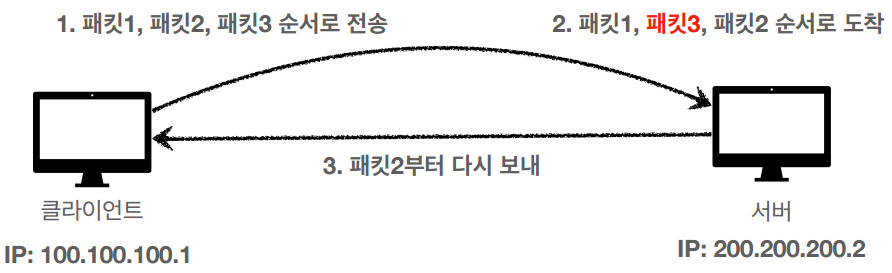 1. 패킷1, 패킷2, 패킷3 순서로 전송
2. 패킷1, 패킷3, 패킷2 순서로 도착
3. 패킷2부터 다시 보내
클라이언트
서버
IP: 100.100.100.1
IP: 200.200.200.2